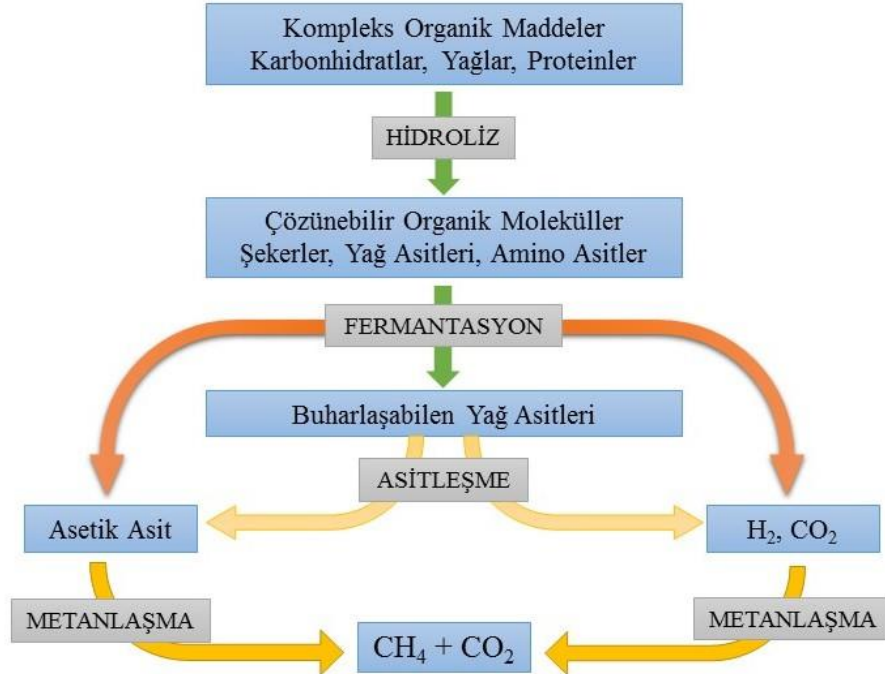 Kompleks Organik Maddeler
Karbonhidratlar, Yağlar, Proteinler
HİDROLİZ
Çözünebilir Organik Moleküller
Şekerler, Yağ Asitleri, Amino Asitler
FERMANTASYON
Buharlaşabilen Yağ Asitleri
ASİTLEŞME
Asetik Asit
H₂, CO₂
METANLAŞMA
METANLAŞMA
CH₄ + CO₂